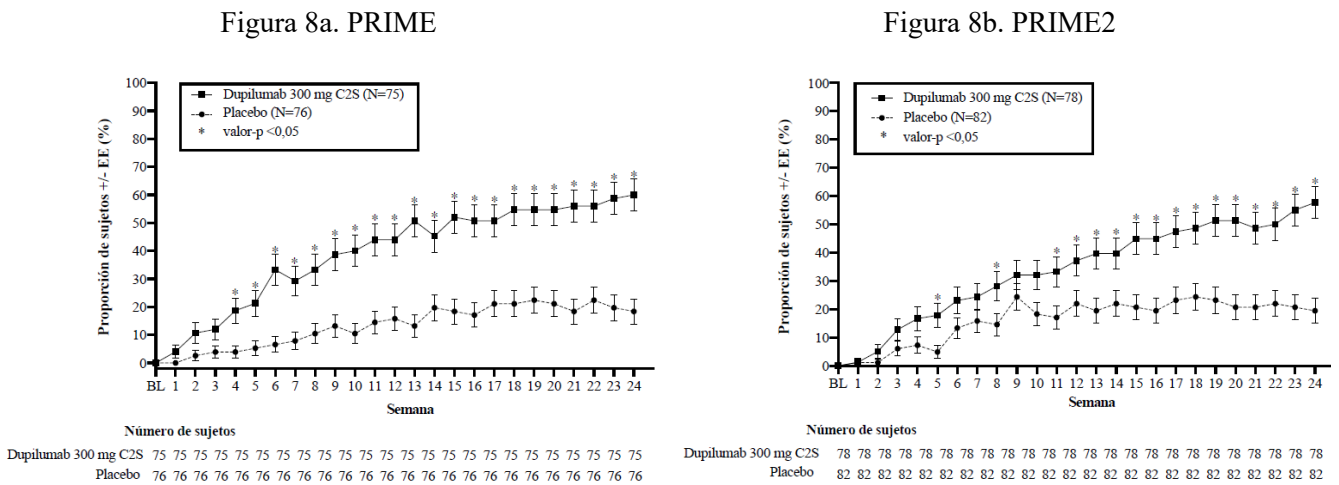 Figura 8a. PRIME
100
90
80
70
60
50
40
30
20
10
0
Proporción de sujetos +/- EE (%)
Dupilumab 300 mg C2S (N=75)
Placebo (N=76)
* valor-p <0,05
* * * * * * * * * * * * * * * * * * * * *
BL 1 2 3 4 5 6 7 8 9 10 11 12 13 14 15 16 17 18 19 20 21 22 23 24
Semana
Número de sujetos
Dupilumab 300 mg C2S 75 75 75 75 75 75 75 75 75 75 75 75 75 75 75 75 75 75 75 75 75 75 75 75
Placebo 76 76 76 76 76 76 76 76 76 76 76 76 76 76 76 76 76 76 76 76 76 76 76 76
Figura 8b. PRIME2
100
90
80
70
60
50
40
30
20
10
0
Proporción de sujetos +/- EE (%)
Dupilumab 300 mg C2S (N=78)
Placebo (N=82)
* valor-p <0,05
* * * * * * * * * * * * * * * *
BL 1 2 3 4 5 6 7 8 9 10 11 12 13 14 15 16 17 18 19 20 21 22 23 24
Semana
Número de sujetos
Dupilumab 300 mg C2S 78 78 78 78 78 78 78 78 78 78 78 78 78 78 78 78 78 78 78 78 78 78 78 78
Placebo 82 82 82 82 82 82 82 82 82 82 82 82 82 82 82 82 82 82 82 82 82 82 82 82